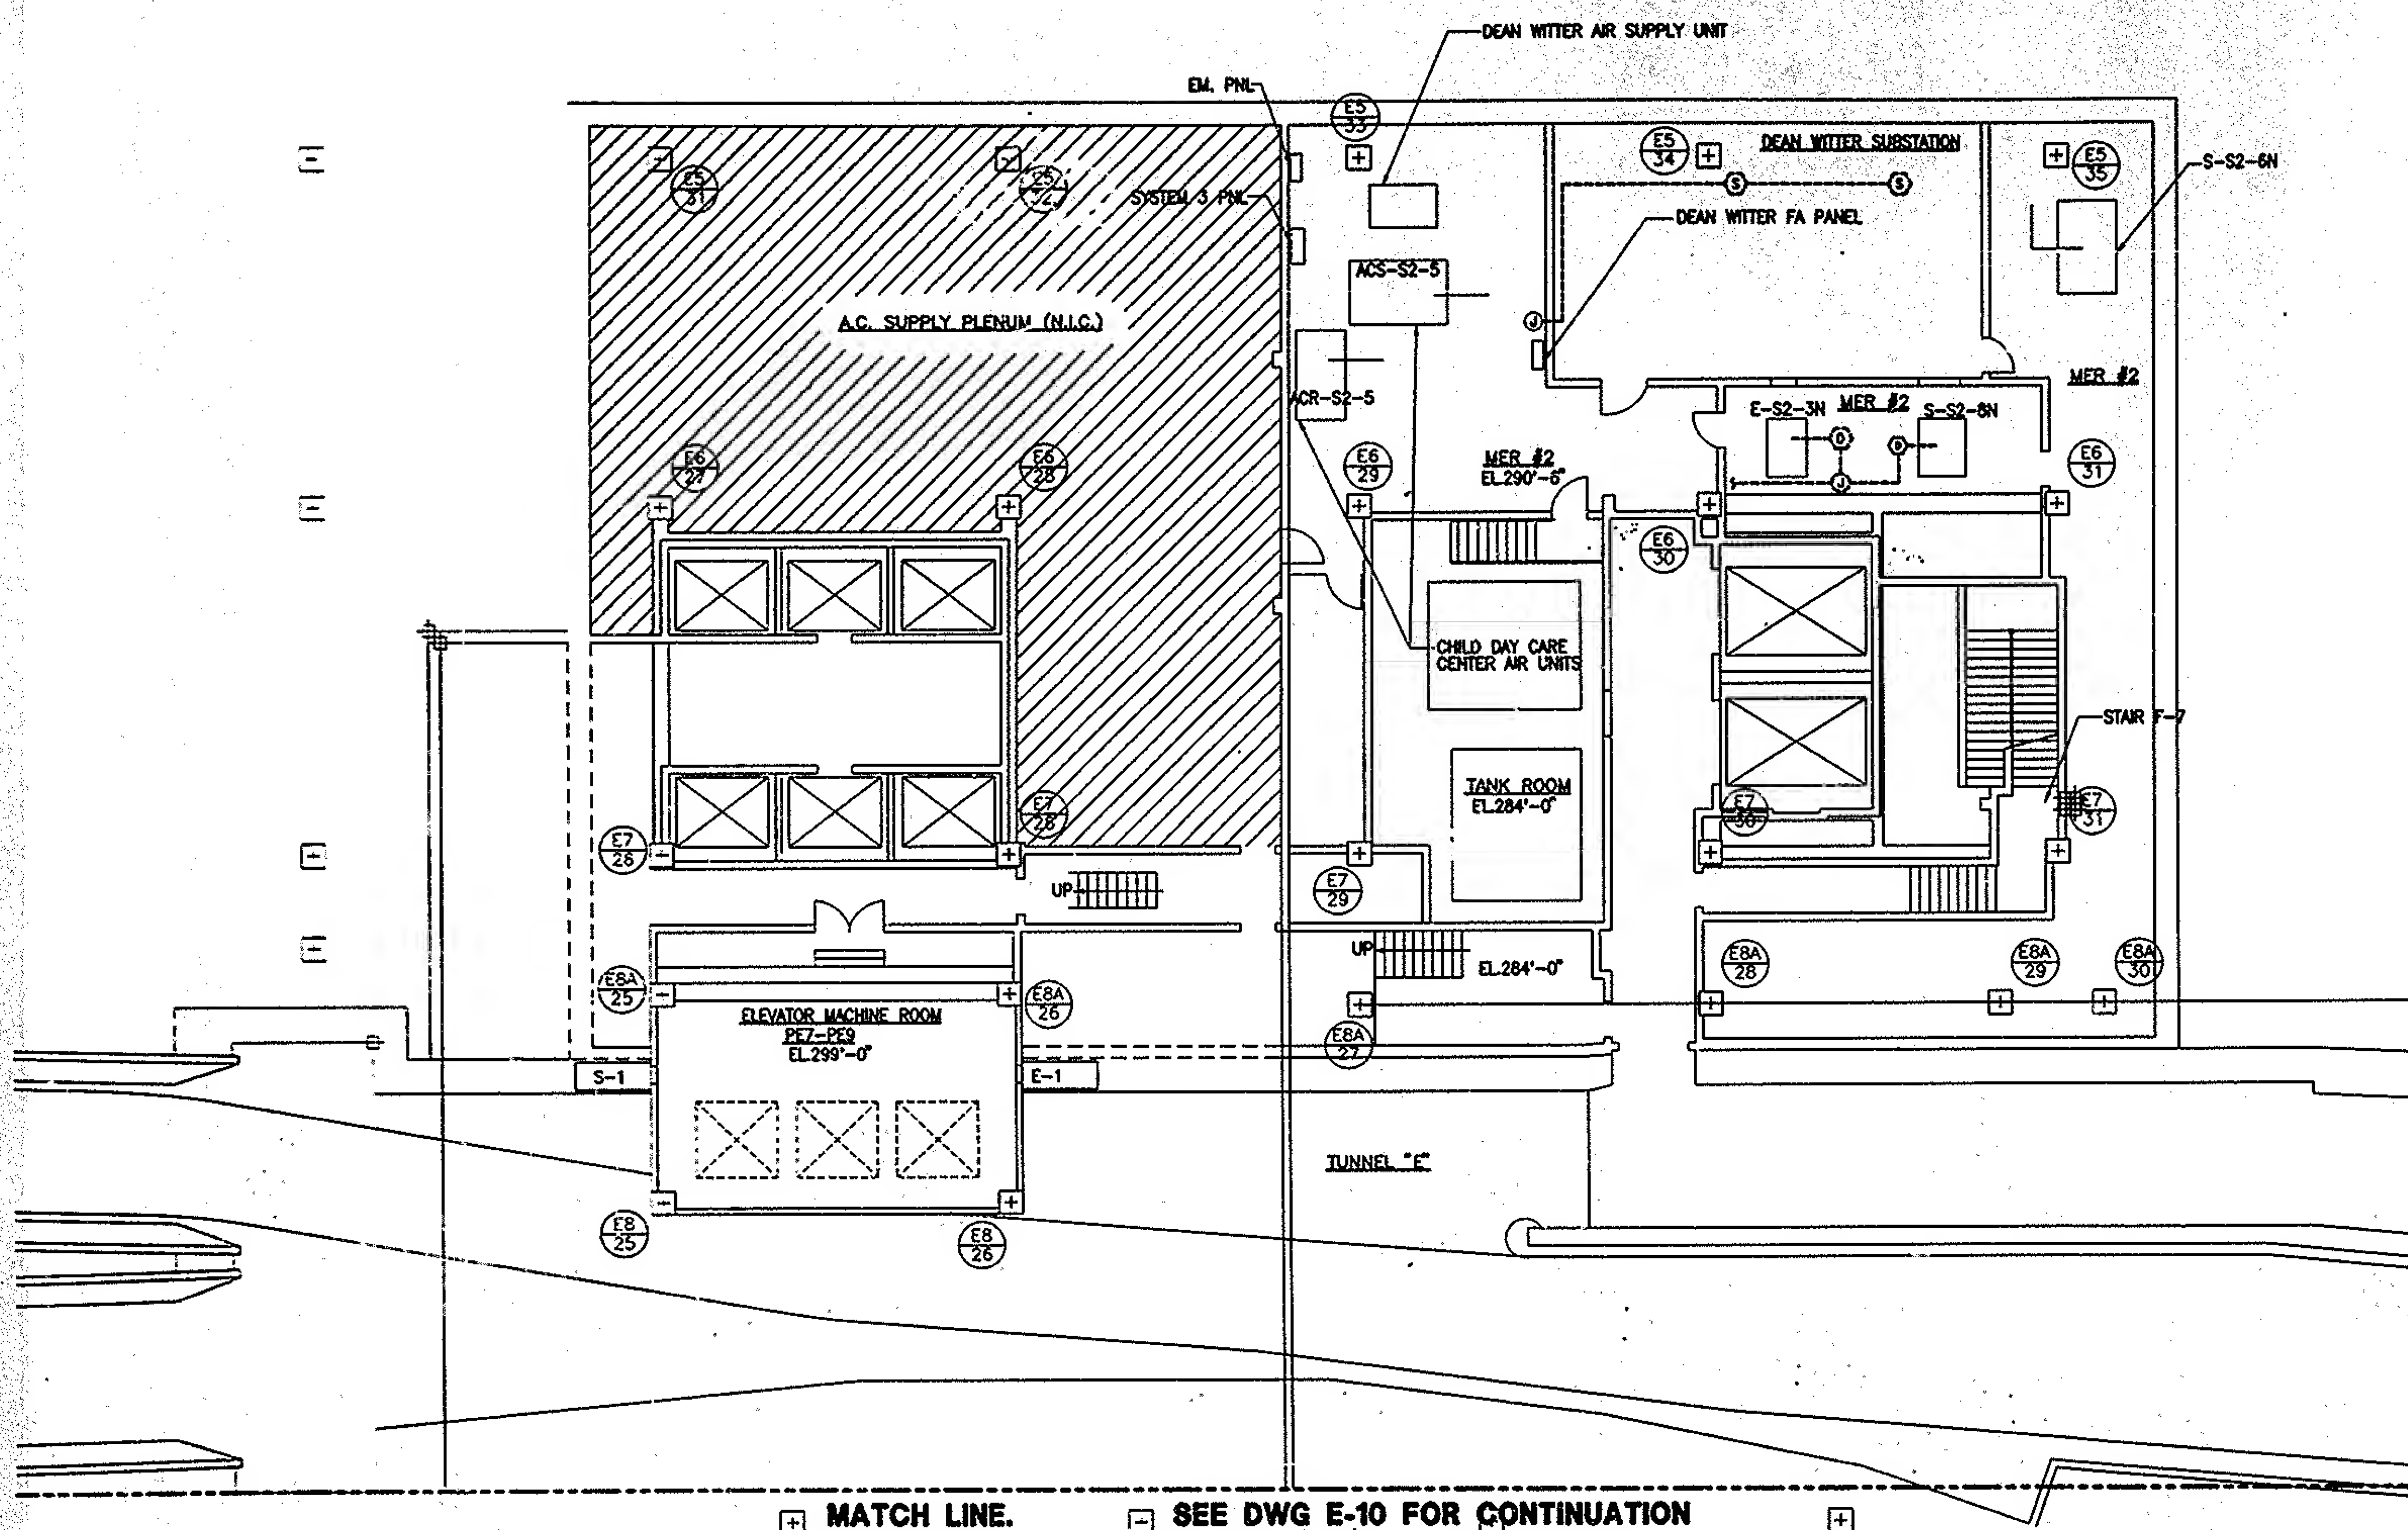 DEAN WITTER AIR SUPPLY UNIT
EM. PNL
E5
33
E5
34
DEAN WITTER SUBSTATION
E5
35
S-S2-6N
E5
31
E5
32
SYSTEM 3 PNL
S
S
DEAN WITTER FA PANEL
ACS-S2-5
A.C. SUPPLY PLENUM (N.I.C.)
J
ACR-S2-5
MER #2
E-S2-3N
MER #2
S-S2-8N
D
D
J
E6
27
E6
28
E6
29
MER #2
EL.290'-6"
E6
31
E6
30
CHILD DAY CARE
CENTER AIR UNITS
STAIR F-7
TANK ROOM
EL.284'-0"
E7
28
E7
28
E7
30
E7
31
UP
E7
29
UP
EL.284'-0"
E8A
28
E8A
29
E8A
30
E8A
25
E8A
26
ELEVATOR MACHINE ROOM
PE7-PE9
EL.299'-0"
E8A
27
S-1
E-1
TUNNEL "E"
E8
25
E8
26
MATCH LINE. SEE DWG E-10 FOR CONTINUATION